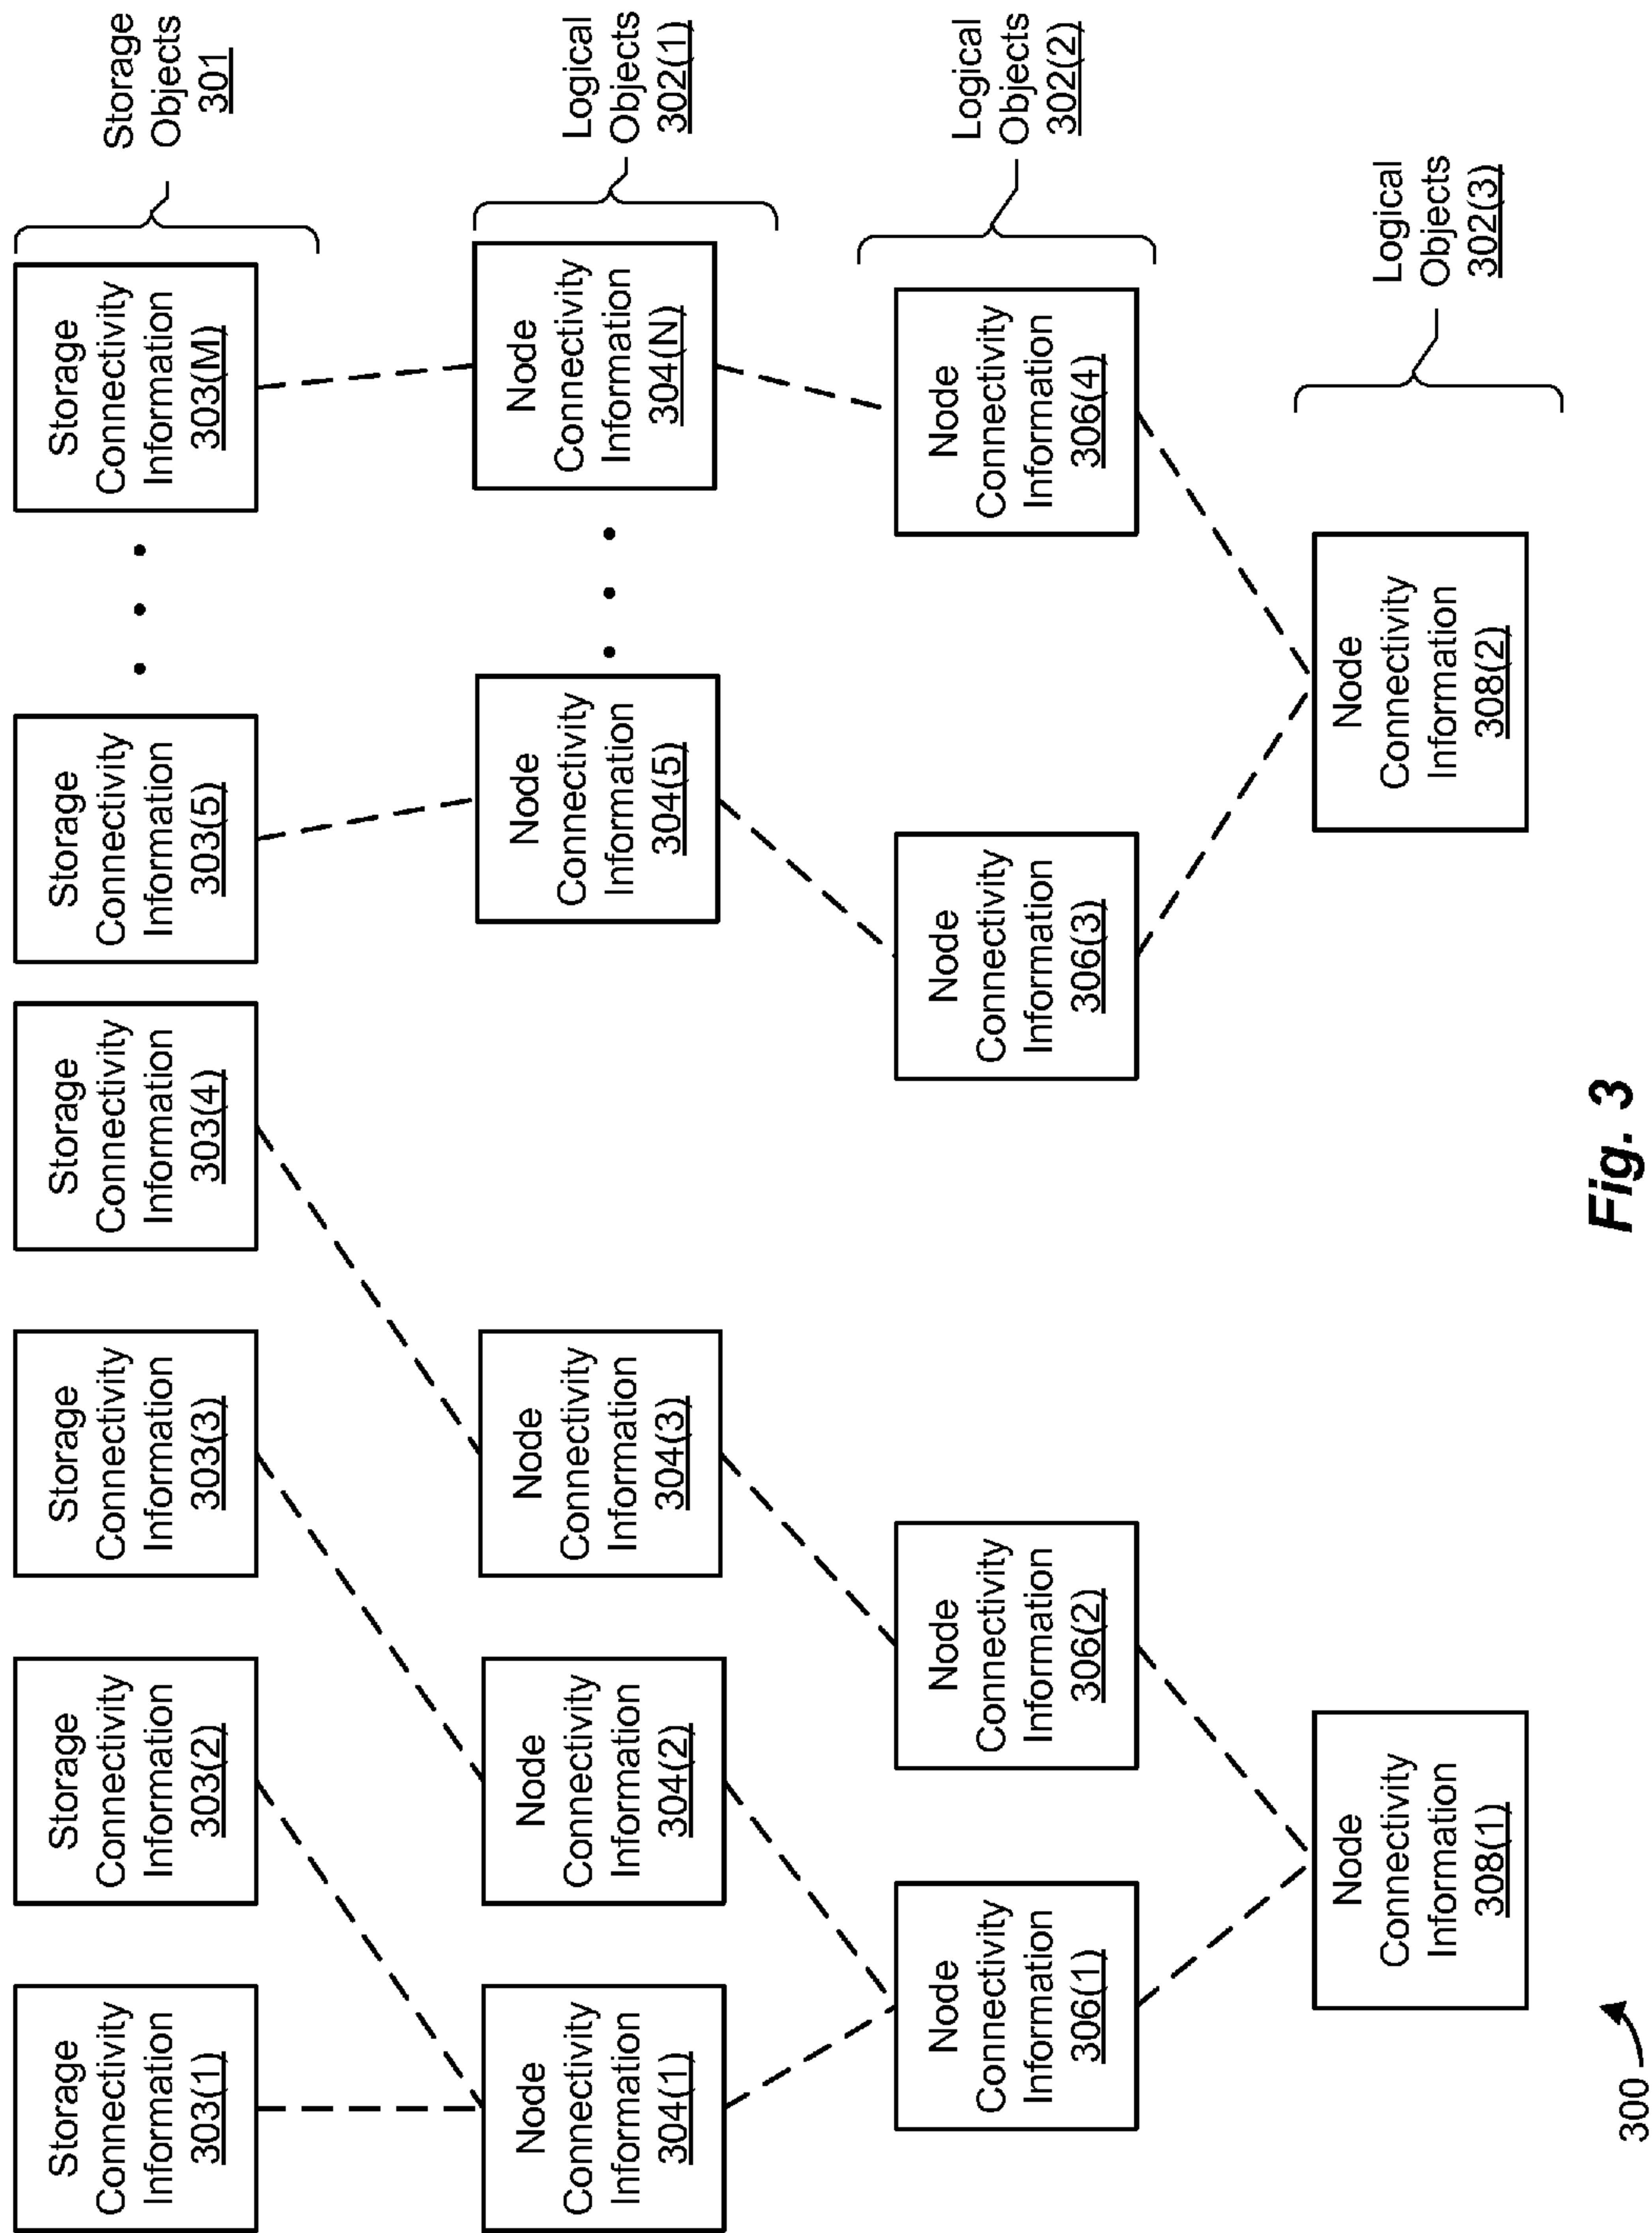 Storage
Connectivity
Information
303(1)
Storage
Connectivity
Information
303(2)
Storage
Connectivity
Information
303(3)
Storage
Connectivity
Information
303(4)
Storage
Connectivity
Information
303(5)
• • •
Storage
Connectivity
Information
303(M)
Storage
Objects
301
Node
Connectivity
Information
304(1)
Node
Connectivity
Information
304(2)
Node
Connectivity
Information
304(3)
Node
Connectivity
Information
304(5)
• • •
Node
Connectivity
Information
304(N)
Logical
Objects
302(1)
Node
Connectivity
Information
306(1)
Node
Connectivity
Information
306(2)
Node
Connectivity
Information
306(3)
Node
Connectivity
Information
306(4)
Logical
Objects
302(2)
Node
Connectivity
Information
308(1)
Node
Connectivity
Information
308(2)
Logical
Objects
302(3)
300
Fig. 3